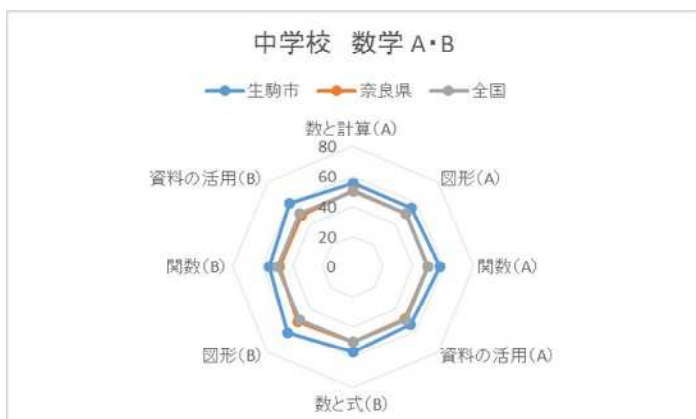 中学校 数学 A・B
生駒市 奈良県 全国
数と計算(A)
図形(A)
関数(A)
資料の活用(A)
数と式(B)
図形(B)
関数(B)
資料の活用(B)
80
60
40
20
0